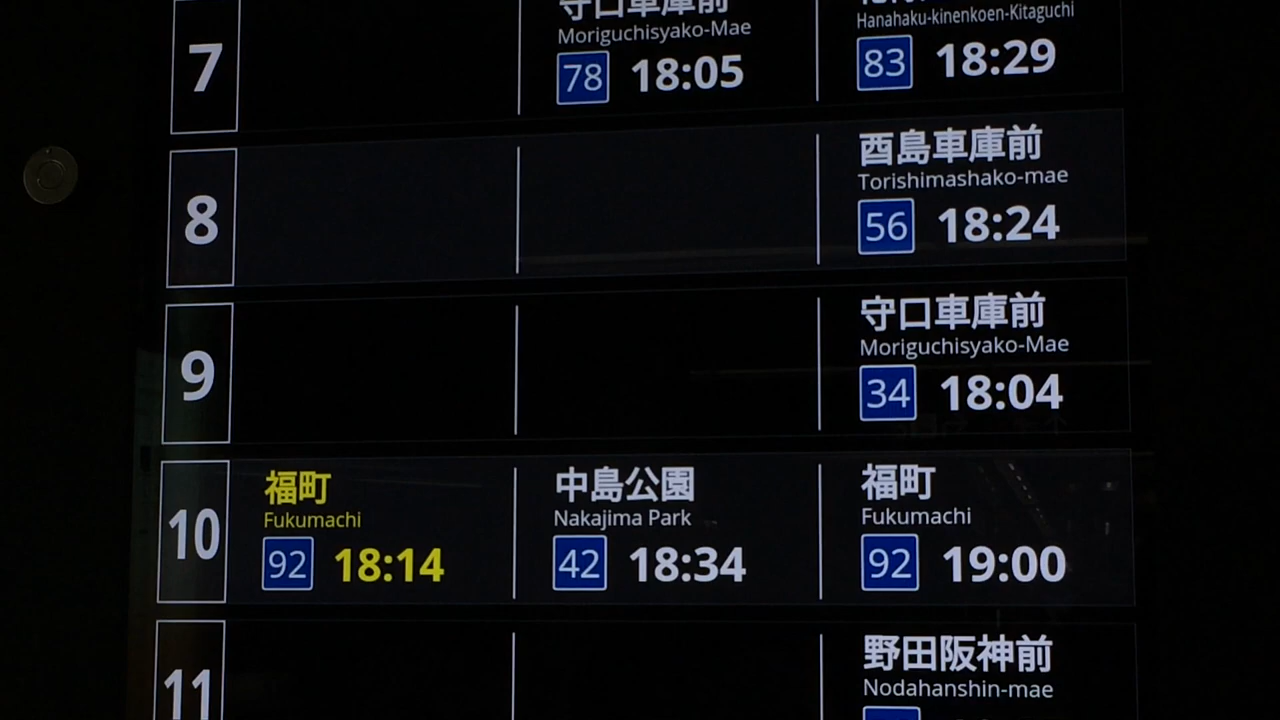 7
守口車庫前
Moriguchisyako-Mae
78 18:05
Hanahaku-kinenkoen-Kitaguchi
83 18:29
8
酉島車庫前
Torishimashako-mae
56 18:24
9
守口車庫前
Moriguchisyako-Mae
34 18:04
10
福町
Fukumachi
92 18:14
中島公園
Nakajima Park
42 18:34
福町
Fukumachi
92 19:00
11
野田阪神前
Nodahanshin-mae